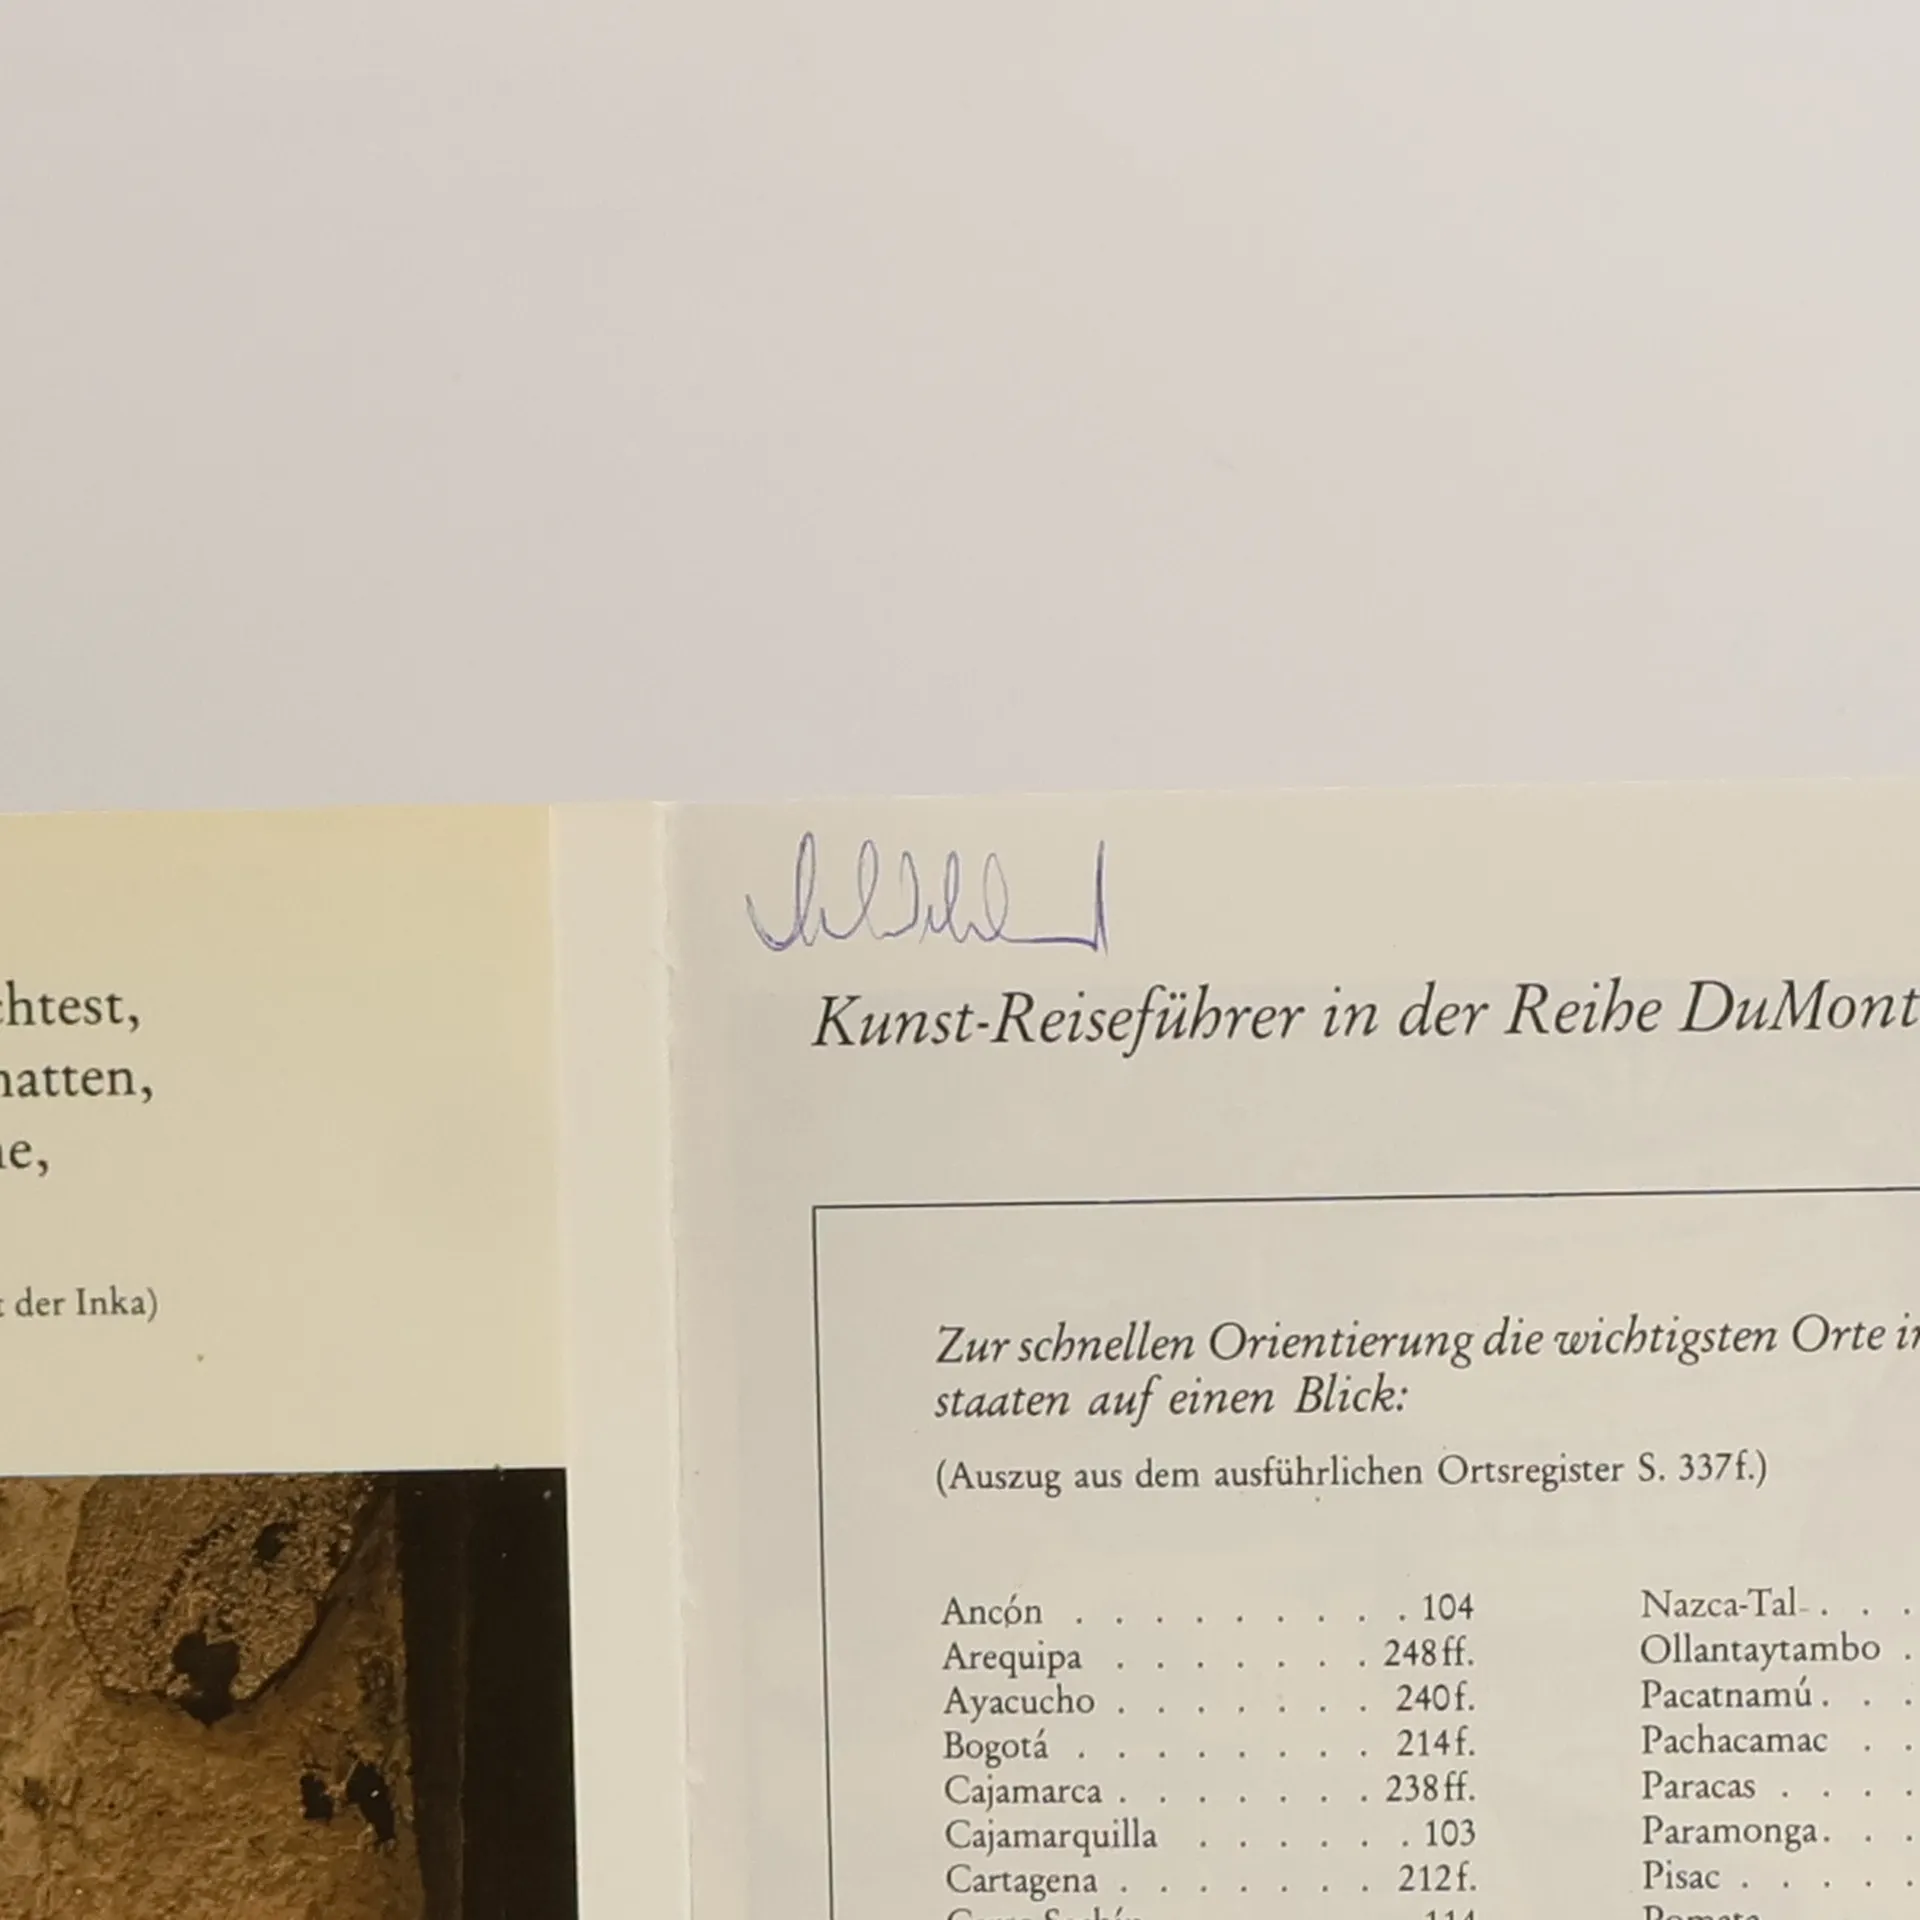 chtest,
hatten,
ne,
t der Inka)
Kunst-Reiseführer in der Reihe DuMont
Zur schnellen Orientierung die wichtigsten Orte in
staaten auf einen Blick:
(Auszug aus dem ausführlichen Ortsregister S. 337f.)
Ancón . . . . . . . . . 104
Arequipa . . . . . . . 248ff.
Ayacucho . . . . . . . 240f.
Bogotá . . . . . . . . 214f.
Cajamarca . . . . . . . 238ff.
Cajamarquilla . . . . . . 103
Cartagena . . . . . . . 212f.
Nazca-Tal . . .
Ollantaytambo .
Pacatnamú . . .
Pachacamac . .
Paracas . . . .
Paramonga . . .
Pisac . . . . .